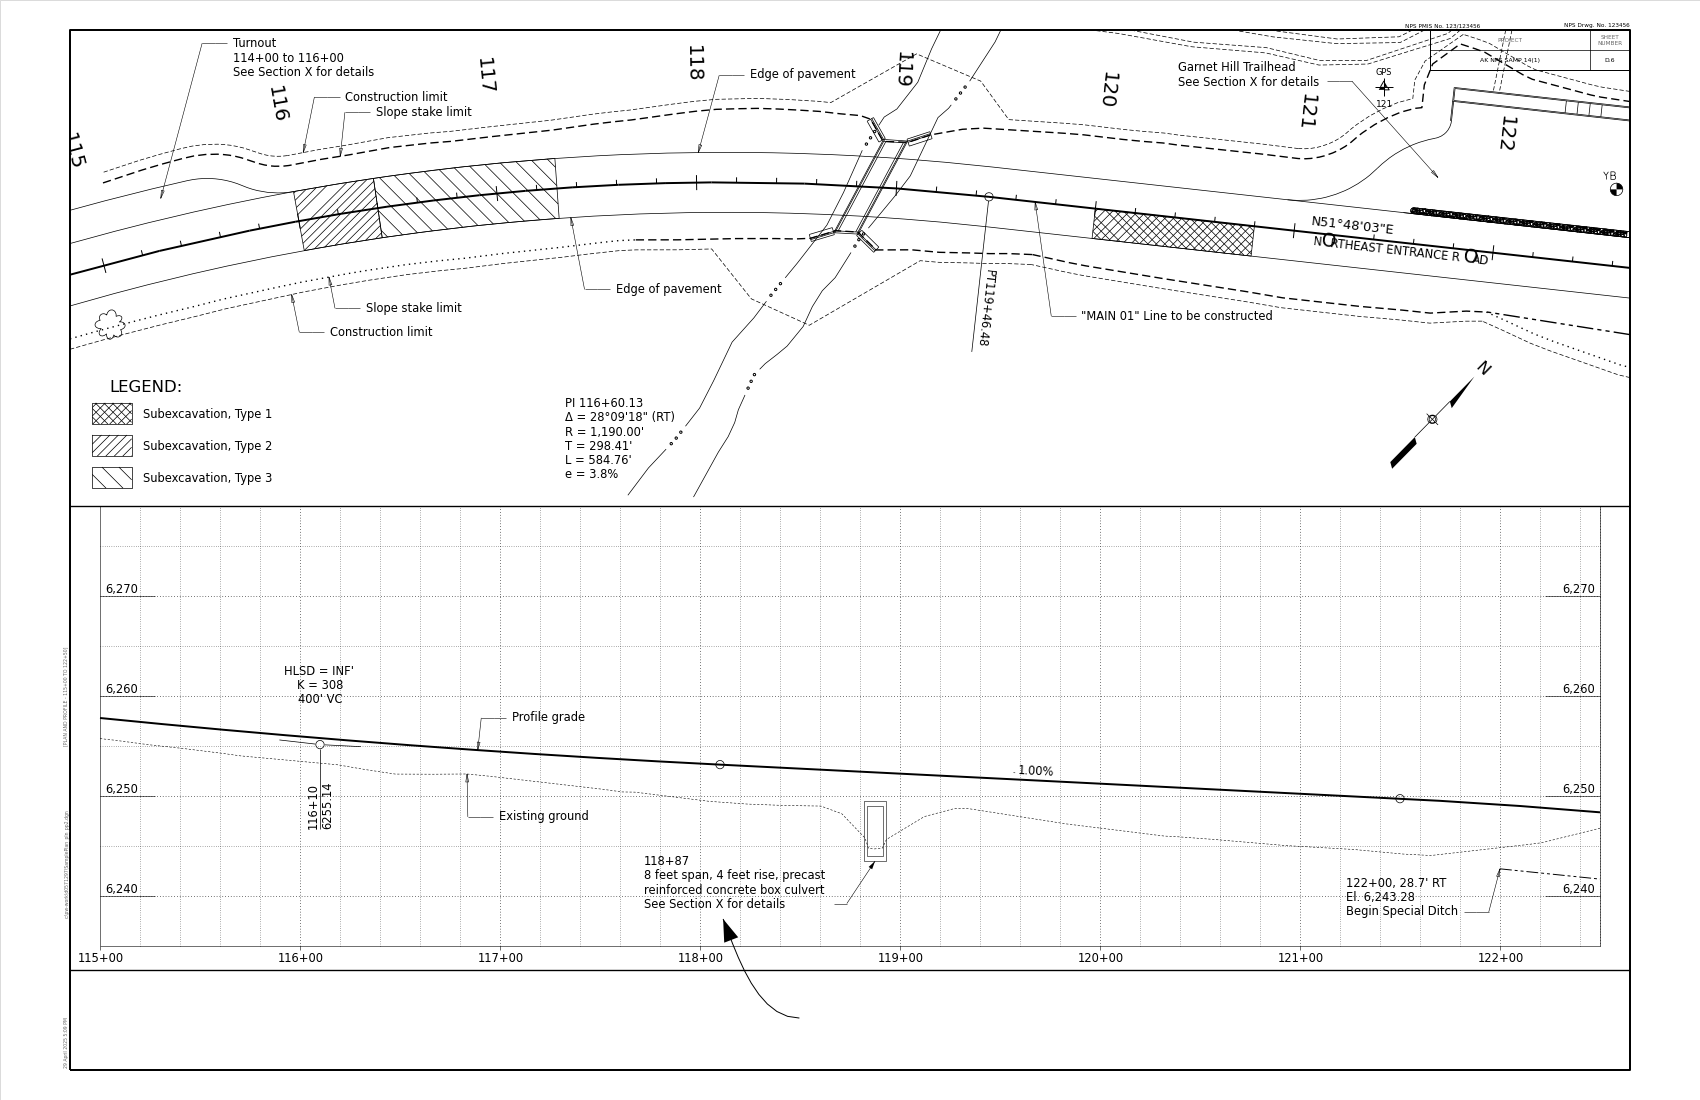 NPS PMIS No. 123/123456
NPS Drwg. No. 123456
PROJECT
SHEET
NUMBER
AK NPS SAMP 14(1)
D.6
Turnout
114+00 to 116+00
See Section X for details
Construction limit
Slope stake limit
115
116
117
118
119
120
121
122
Edge of pavement
Garnet Hill Trailhead
See Section X for details
GPS
121
YB
N51°48'03"E
NORTHEAST ENTRANCE ROAD
PT119+46.48
Edge of pavement
Slope stake limit
Construction limit
"MAIN 01" Line to be constructed
N
LEGEND:
Subexcavation, Type 1
Subexcavation, Type 2
Subexcavation, Type 3
PI 116+60.13
Δ = 28°09'18" (RT)
R = 1,190.00'
T = 298.41'
L = 584.76'
e = 3.8%
6,270
6,270
6,260
6,260
6,250
6,250
6,240
6,240
HLSD = INF'
K = 308
400' VC
116+10
6255.14
Profile grade
Existing ground
1.00%
118+87
8 feet span, 4 feet rise, precast
reinforced concrete box culvert
See Section X for details
122+00, 28.7' RT
El. 6,243.28
Begin Special Ditch
115+00
116+00
117+00
118+00
119+00
120+00
121+00
122+00
29 April 2025 5:09 PM